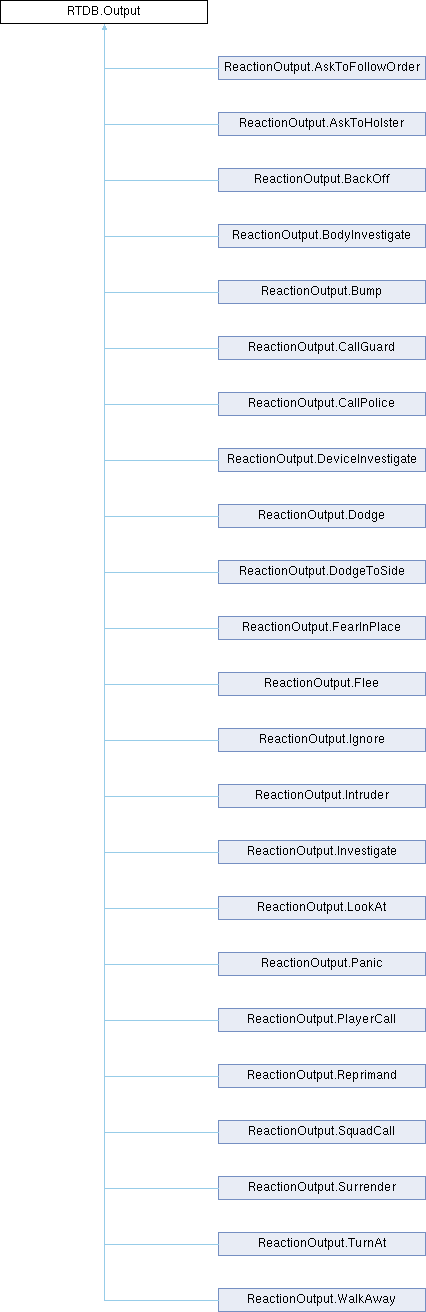 RTDB.Output
ReactionOutput.AskToFollowOrder
ReactionOutput.AskToHolster
ReactionOutput.BackOff
ReactionOutput.BodyInvestigate
ReactionOutput.Bump
ReactionOutput.CallGuard
ReactionOutput.CallPolice
ReactionOutput.DeviceInvestigate
ReactionOutput.Dodge
ReactionOutput.DodgeToSide
ReactionOutput.FearInPlace
ReactionOutput.Flee
ReactionOutput.Ignore
ReactionOutput.Intruder
ReactionOutput.Investigate
ReactionOutput.LookAt
ReactionOutput.Panic
ReactionOutput.PlayerCall
ReactionOutput.Reprimand
ReactionOutput.SquadCall
ReactionOutput.Surrender
ReactionOutput.TurnAt
ReactionOutput.WalkAway